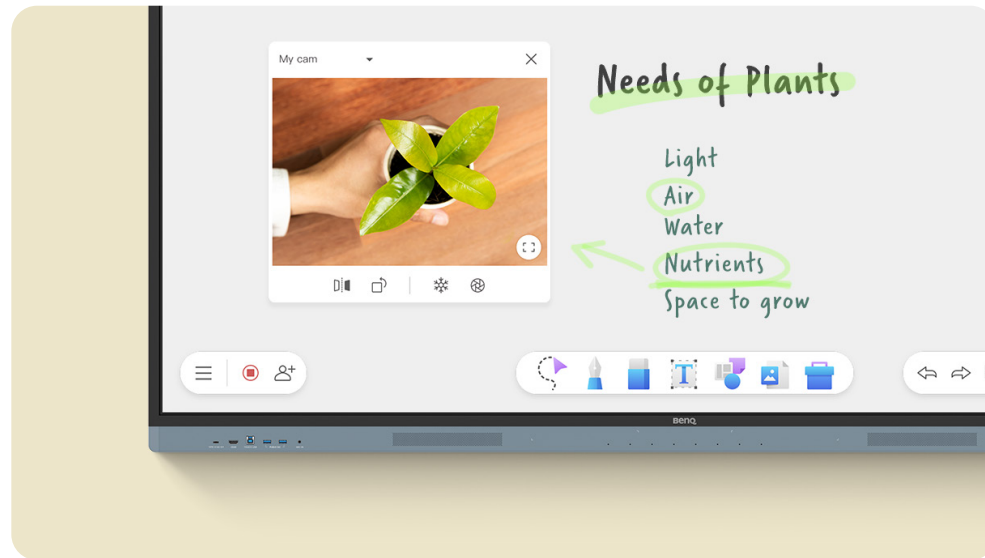 My cam
Needs of Plants
Light
Air
Water
Nutrients
Space to grow
T
BenQ